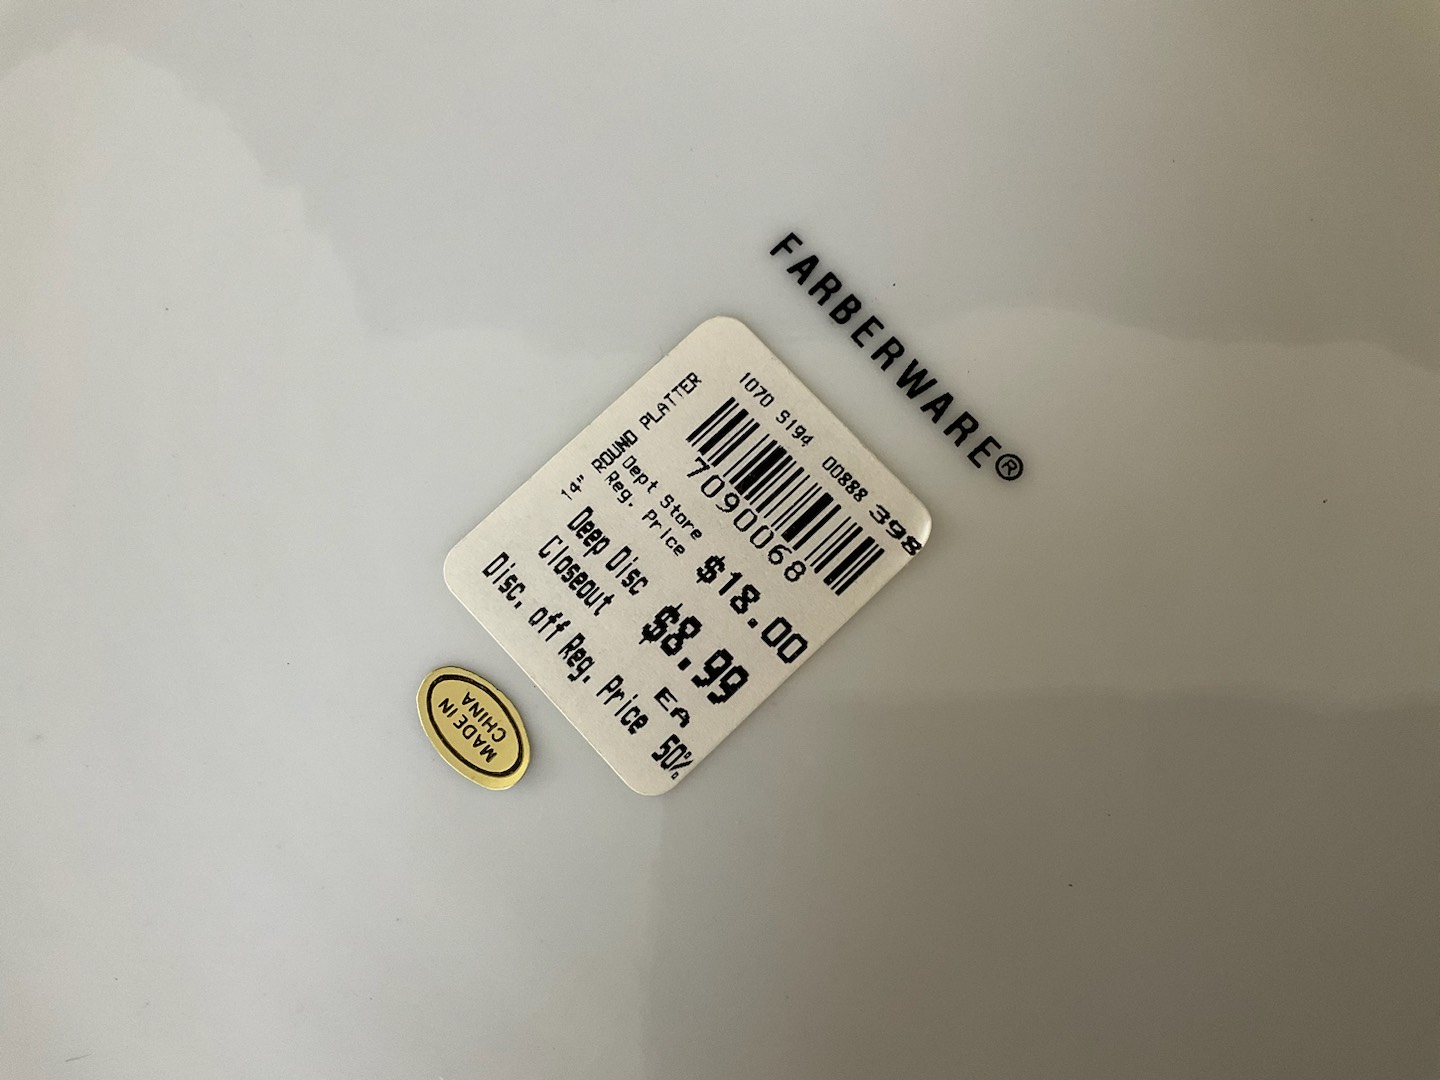 FARBERWARE®
1070 S194 00888 398
7090068
14" ROUND PLATTER
Dept Store
Reg. Price $18.00
Deep Disc
Closeout $8.99 EA
Disc. off Reg. Price 50%
MADE IN
CHINA